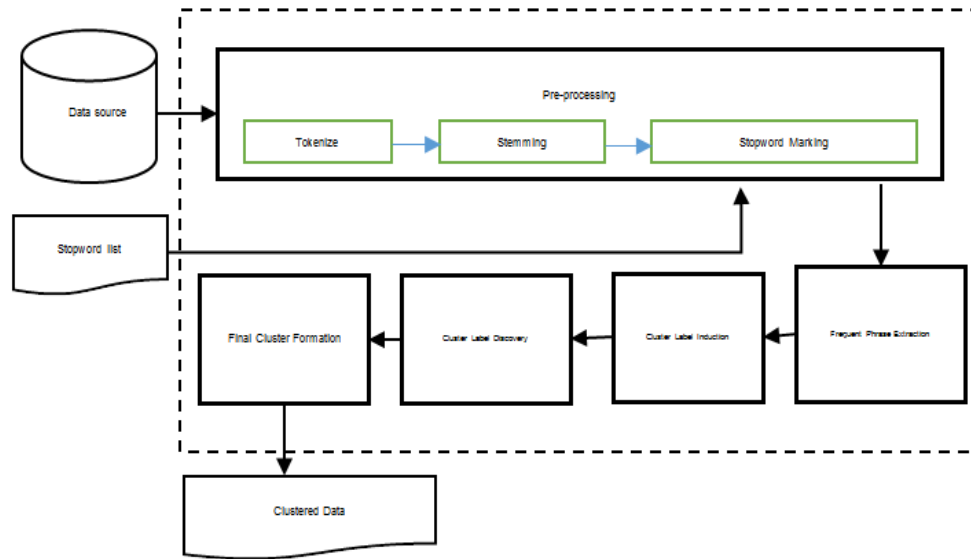 Data source
Pre-processing
Tokenize
Stemming
Stopword Marking
Stopword list
Final Cluster Formation
Cluster Label Discovery
Cluster Label Induction
Frequent Phrase Extraction
Clustered Data